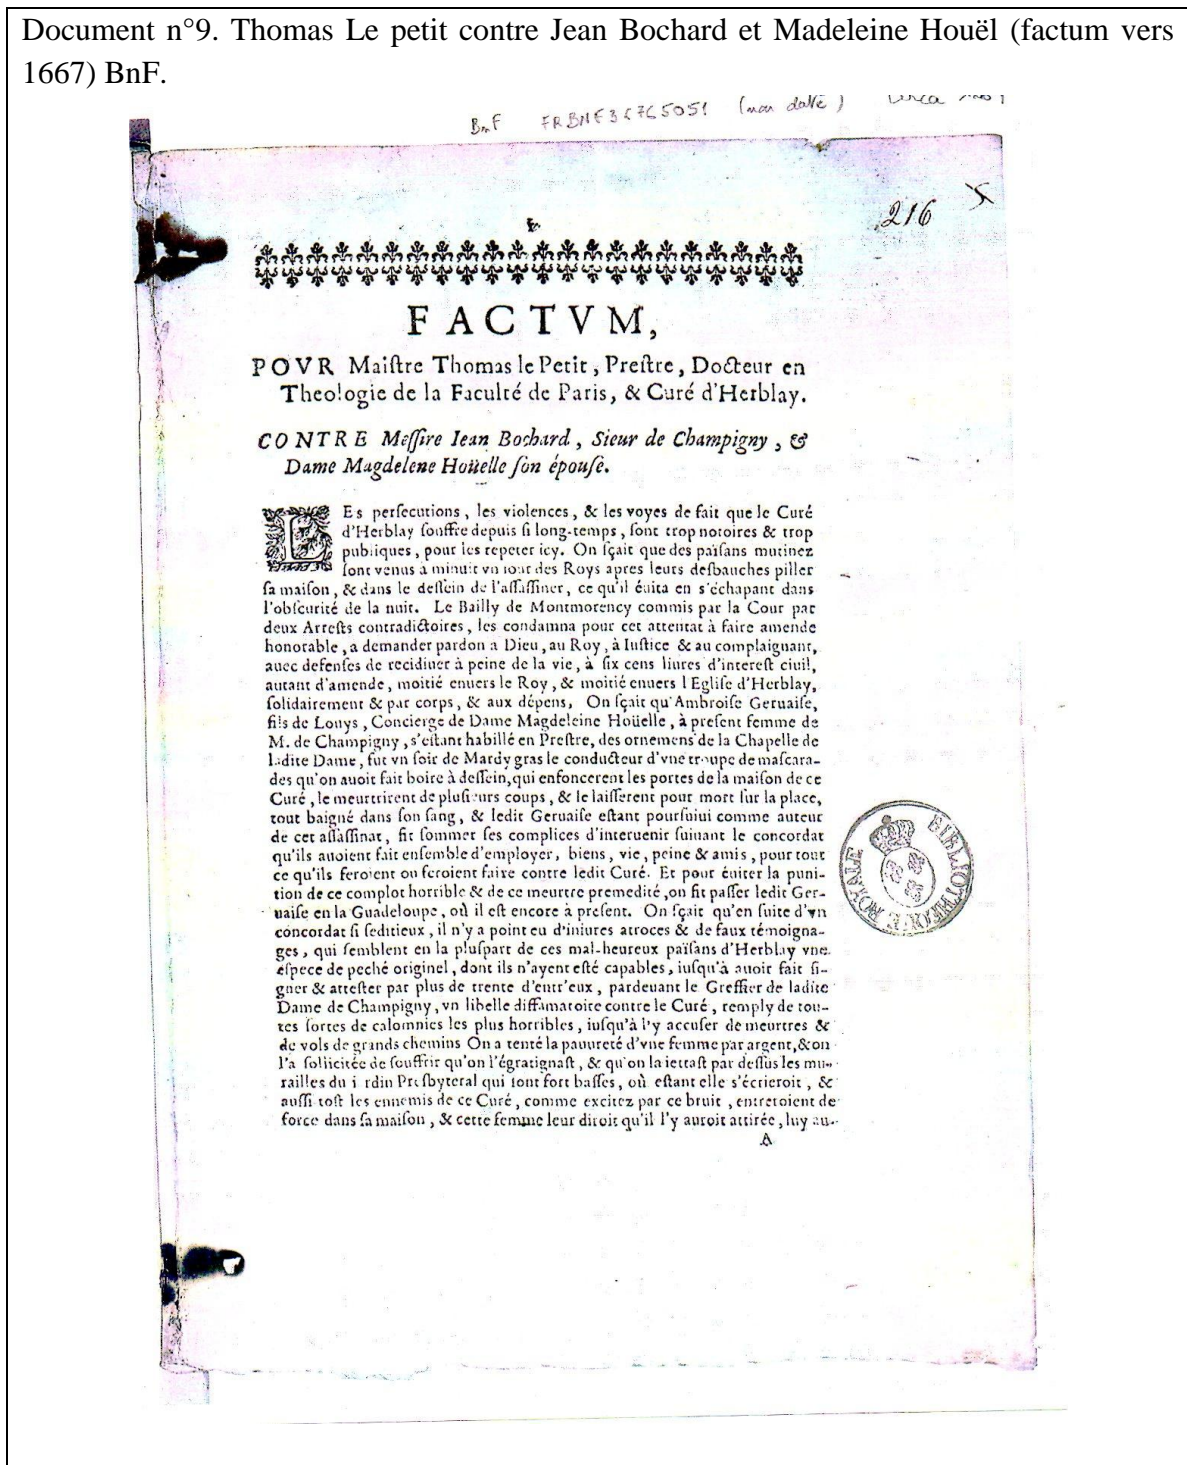 Document n°9. Thomas Le petit contre Jean Bochard et Madeleine Houël (factum vers
1667) BnF.
BnF FRBNF36765051 (non daté) circa
216
FACTVM,
POVR Maiſtre Thomas le Petit, Preſtre, Docteur en
Theologie de la Faculté de Paris, & Curé d'Herblay.
CONTRE Meſſire Iean Bochard, Sieur de Champigny, &
Dame Magdelene Hoüelle ſon épouſe.
LEs perſecutions, les violences, & les voyes de fait que le Curé
d'Herblay ſouffre depuis ſi long-temps, ſont trop notoires & trop
publiques, pour les repeter icy. On ſçait que des païſans mutinez
ſont venus à minuit vn iour des Roys apres leurs desbauches piller
ſa maiſon, & dans le deſſein de l'aſſaſſiner, ce qu'il éuita en s'échapant dans
l'obſcurité de la nuit. Le Bailly de Montmorency commis par la Cour par
deux Arreſts contradictoires, les condamna pour cet attentat à faire amende
honorable, a demander pardon a Dieu, au Roy, à Iuſtice & au complaignant,
auec defenſes de recidiuer à peine de la vie, à ſix cens liures d'intereſt ciuil,
autant d'amende, moitié enuers le Roy, & moitié enuers l'Egliſe d'Herblay,
ſolidairement & par corps, & aux dépens, On ſçait qu'Ambroiſe Geruaiſe,
fils de Louys, Concierge de Dame Magdeleine Hoüelle, à preſent femme de
M. de Champigny, s'eſtant habillé en Preſtre, des ornemens de la Chapelle de
ladite Dame, fut vn ſoir de Mardy gras le conducteur d'vne troupe de maſcara-
des qu'on auoit fait boire à deſſein, qui enfoncerent les portes de la maiſon de ce
Curé, le meurtrirent de pluſieurs coups, & le laiſſerent pour mort ſur la place,
tout baigné dans ſon ſang, & ledit Geruaiſe eſtant pourſuiui comme auteur
de cet aſſaſſinat, fit ſommer ſes complices d'interuenir ſuiuant le concordat
qu'ils auoient fait enſemble d'employer, biens, vie, peine & amis, pour tout
ce qu'ils feroient ou feroient faire contre ledit Curé. Et pour éuiter la puni-
tion de ce complot horrible & de ce meurtre premedité, on fit paſſer ledit Ger-
uaiſe en la Guadeloupe, où il eſt encore à preſent. On ſçait qu'en ſuite d'vn
concordat ſi ſeditieux, il n'y a point eu d'iniures atroces & de faux témoigna-
ges, qui ſemblent en la pluſpart de ces mal-heureux païſans d'Herblay vne
eſpece de peché originel, dont ils n'ayent eſté capables, iuſqu'à auoir fait ſi-
gner & atteſter par plus de trente d'entr'eux, pardeuant le Greffier de ladite
Dame de Champigny, vn libelle diffamatoire contre le Curé, remply de tou-
tes ſortes de calomnies les plus horribles, iuſqu'à l'y accuſer de meurtres &
de vols de grands chemins On a tenté la pauureté d'vne femme par argent, & on
l'a ſollicitée de ſouffrir qu'on l'égratignaſt, & qu'on la iettaſt par deſſus les mu-
railles du iardin Presbyteral qui ſont fort baſſes, où eſtant elle s'écrieroit, &
auſſi toſt les ennemis de ce Curé, comme excitez par ce bruit, entreroient de
force dans ſa maiſon, & cette femme leur diroit qu'il l'y auroit attirée, luy au-
A
BIBLIOTHEQUE ROYALE